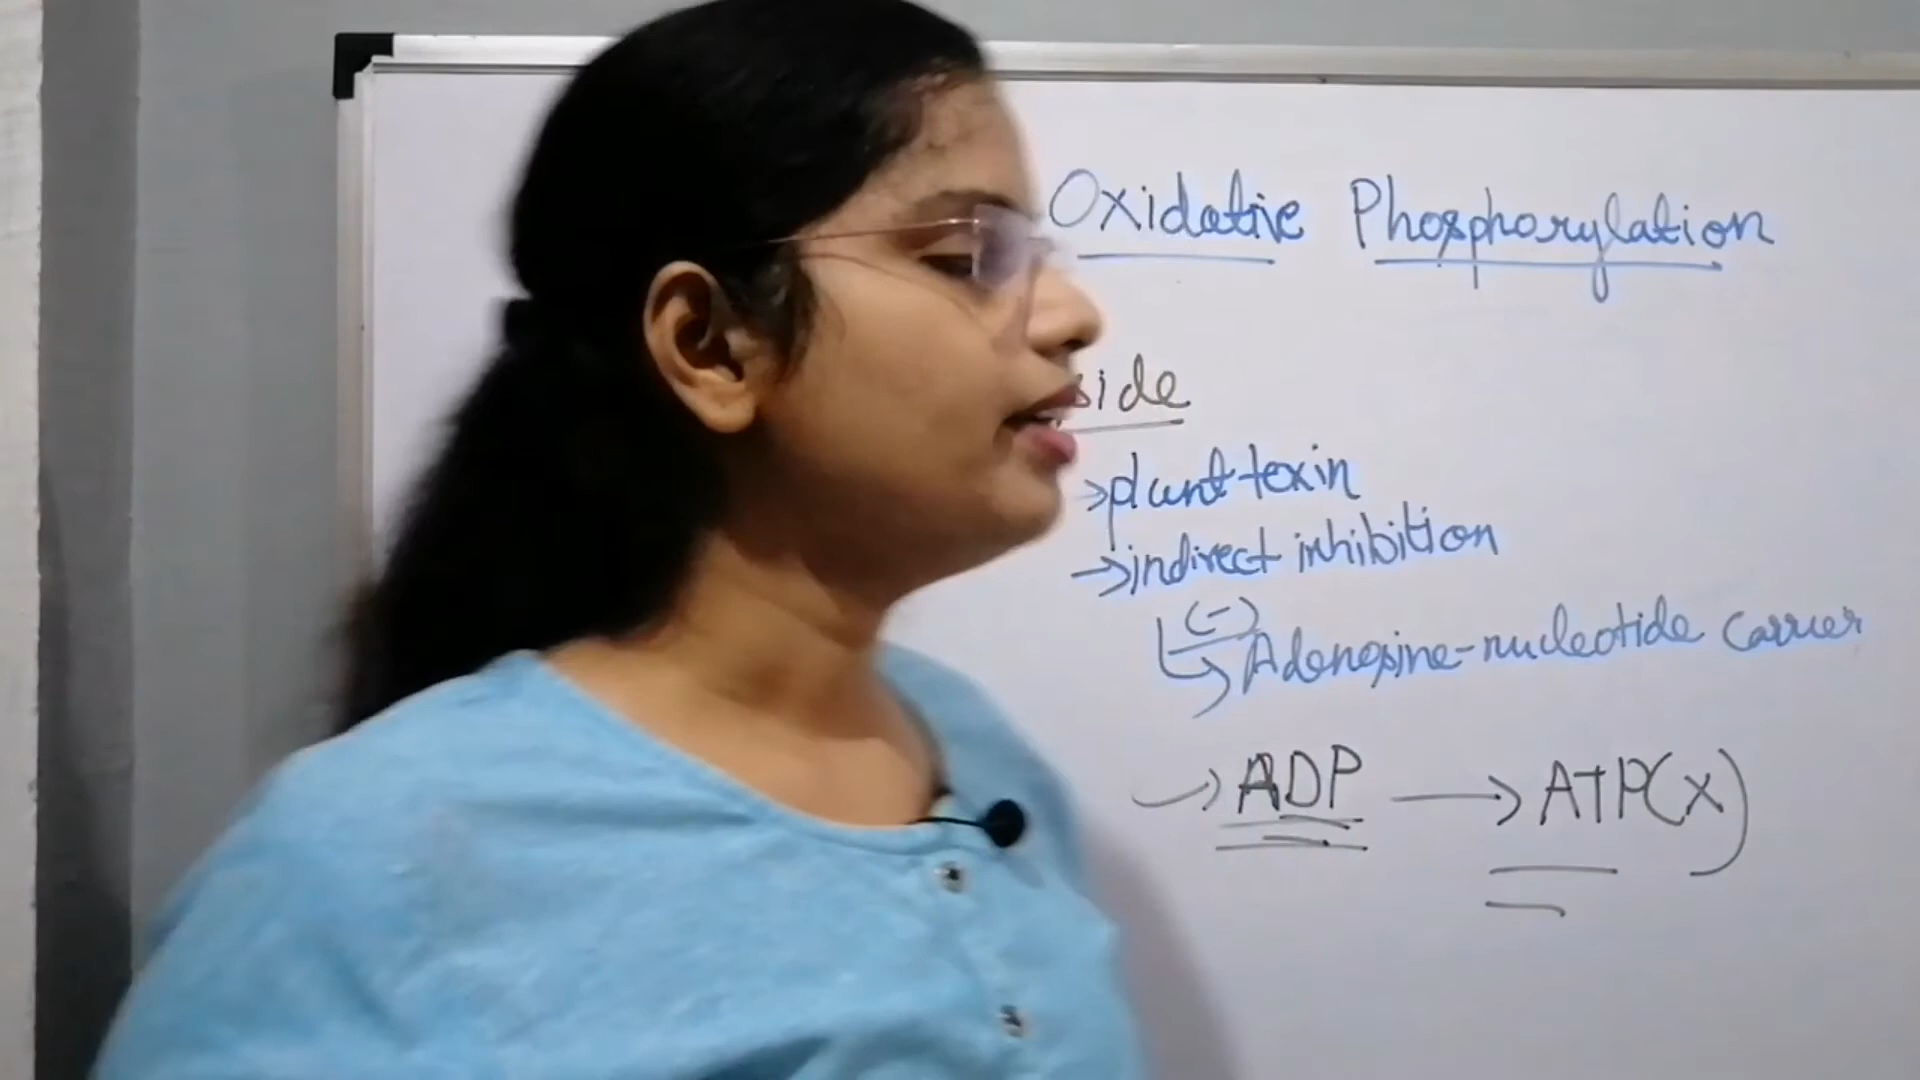 Oxidative Phosphorylation
side
→plant toxin
→indirect inhibition
(-)
→Adenosine-nucleotide carrier
→ADP → ATP(x)